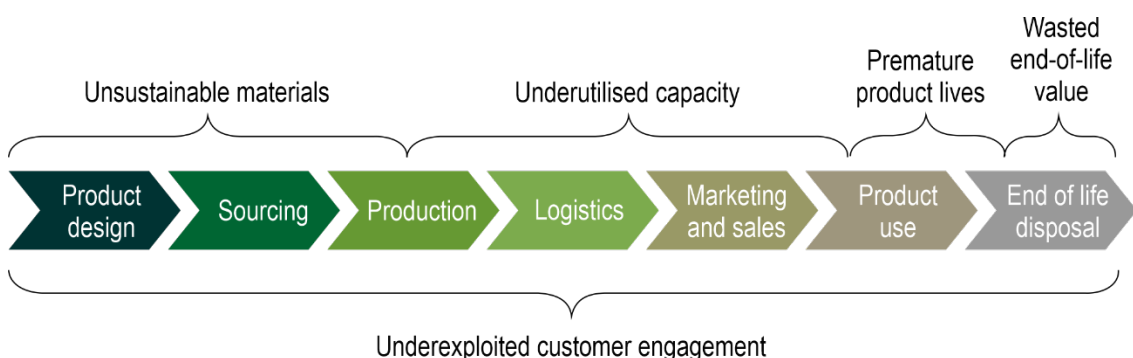 Unsustainable materials
Underutilised capacity
Premature
product lives
Wasted
end-of-life
value
Product
design
Sourcing
Production
Logistics
Marketing
and sales
Product
use
End of life
disposal
Underexploited customer engagement